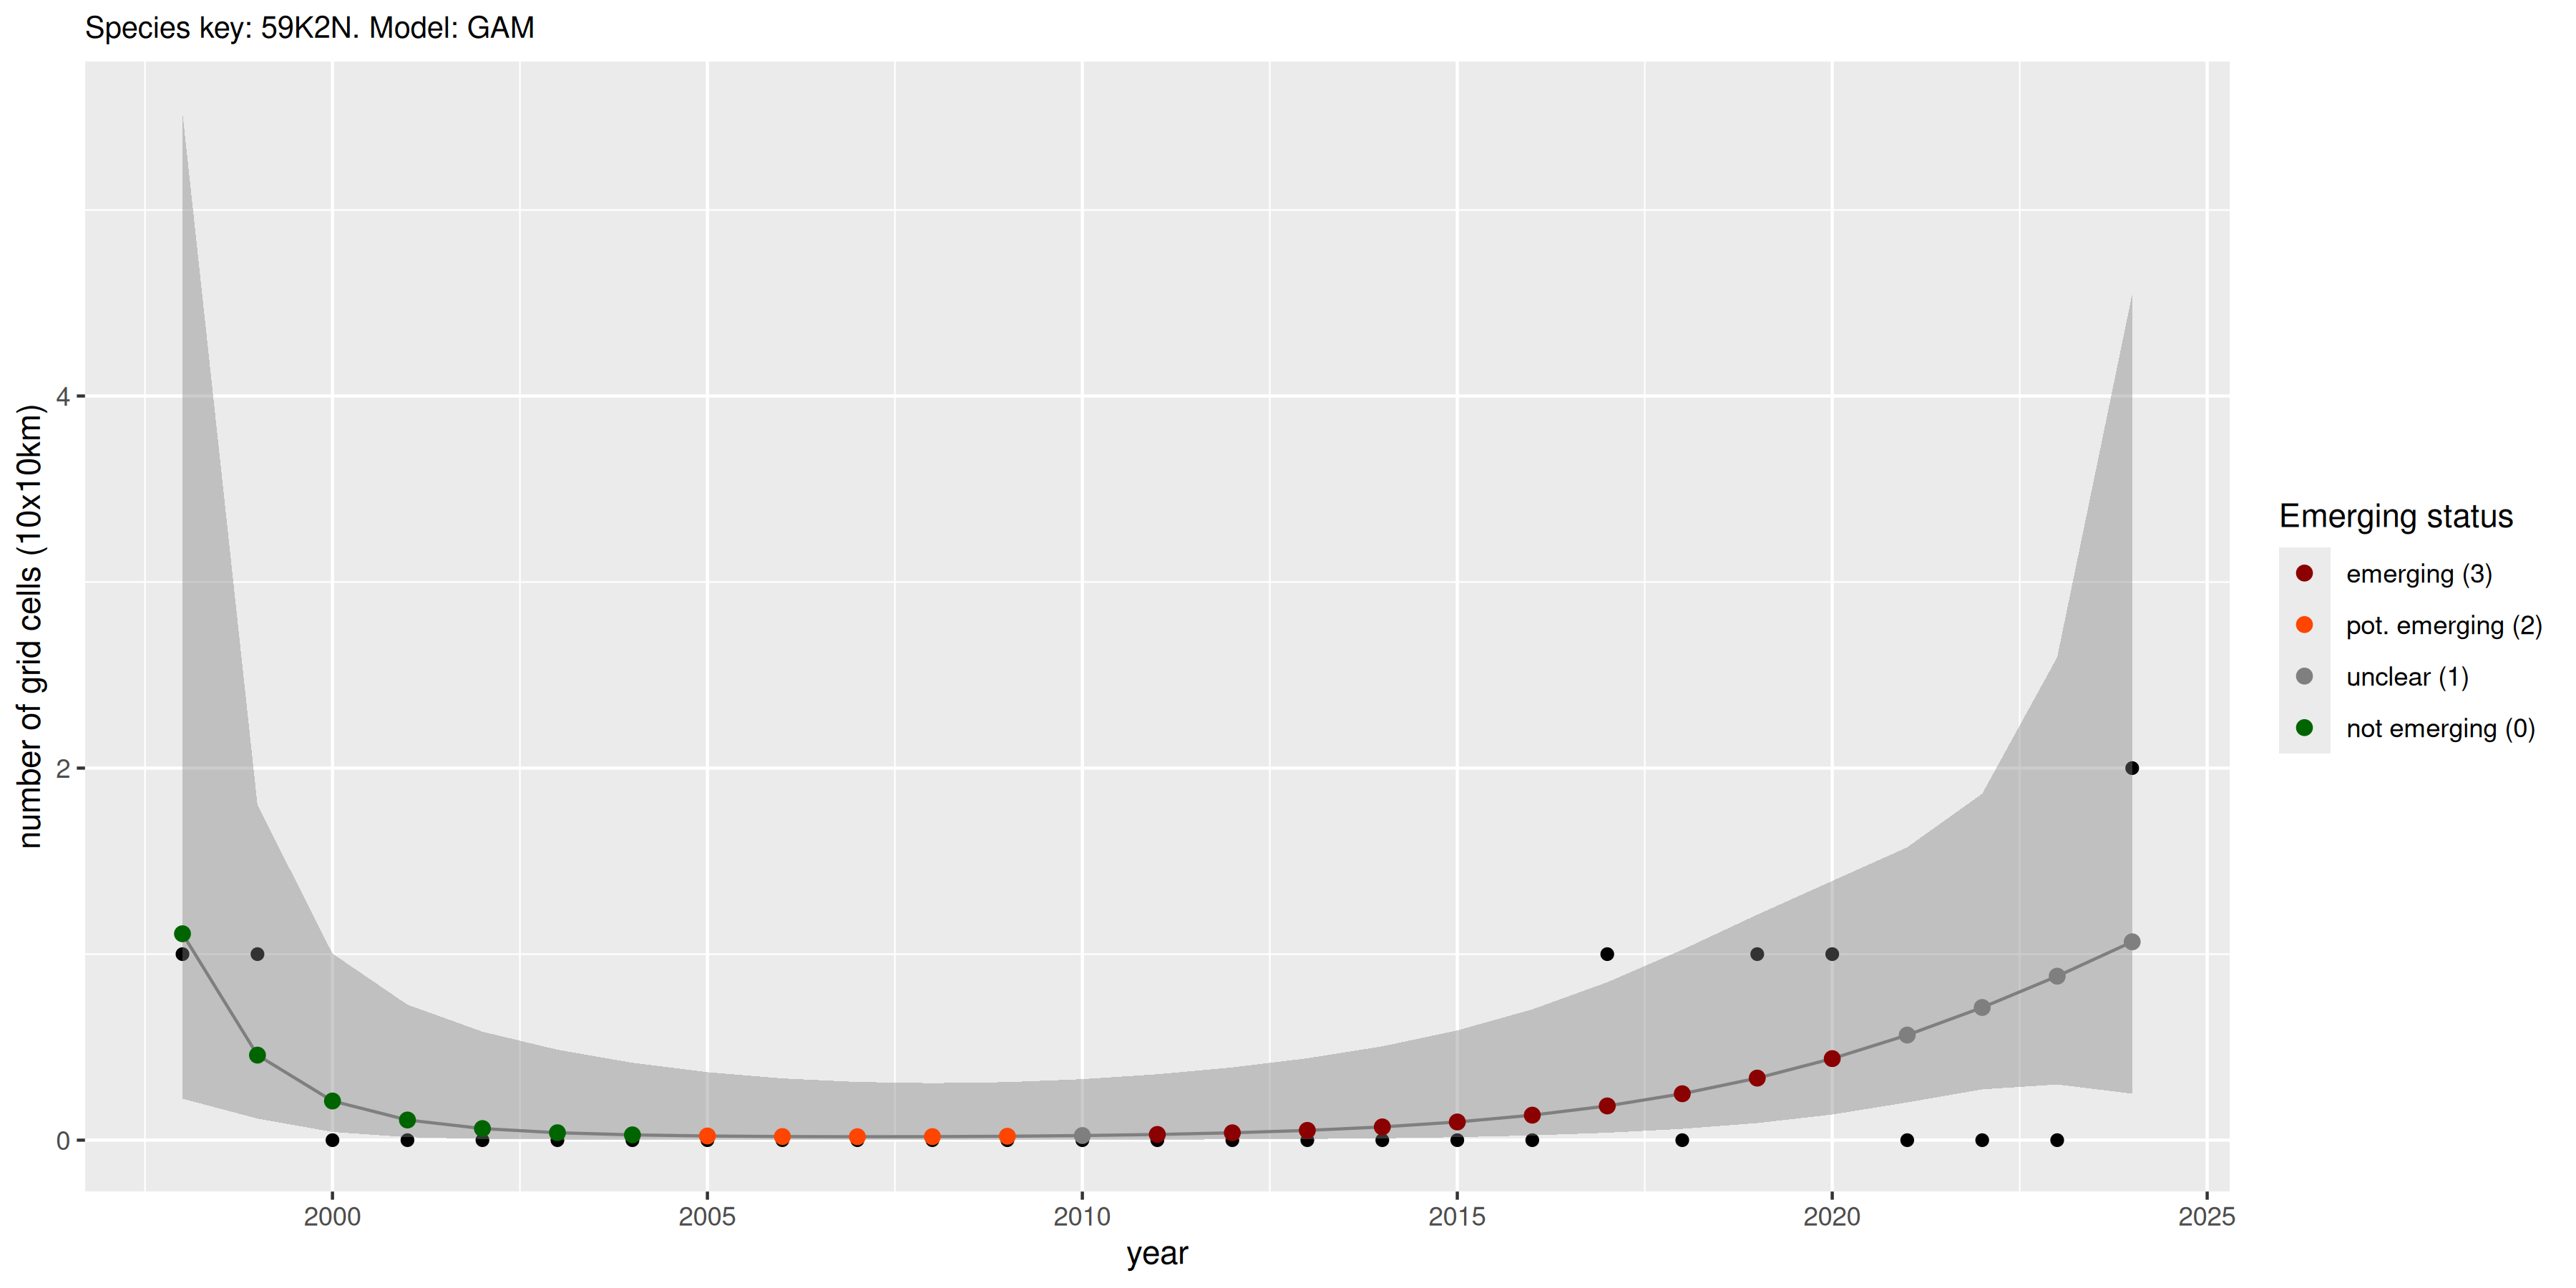 Species key: 59K2N. Model: GAM
number of grid cells (10x10km)
4
2
0
2000
2005
2010
2015
2020
2025
year
Emerging status
emerging (3)
pot. emerging (2)
unclear (1)
not emerging (0)